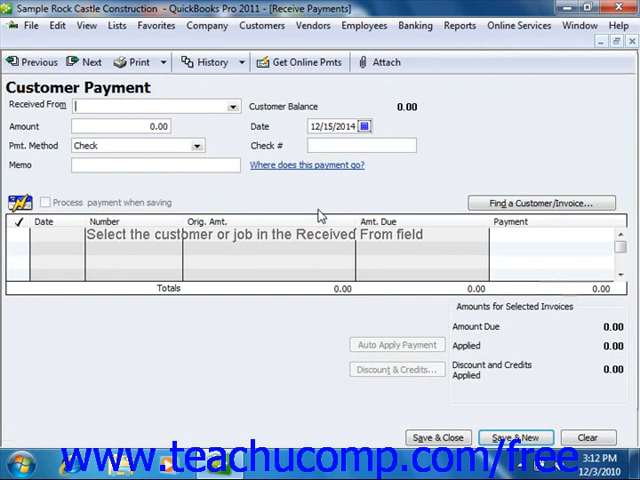 Sample Rock Castle Construction - QuickBooks Pro 2011 - [Receive Payments]
File Edit View Lists Favorites Company Customers Vendors Employees Banking Reports Online Services Window Help
Previous Next Print History Get Online Pmts Attach
Customer Payment
Received From Customer Balance 0.00
Amount 0.00 Date 12/15/2014
Pmt. Method Check Check #
Memo Where does this payment go?
Process payment when saving Find a Customer/Invoice...
Date Number Orig. Amt. Amt. Due Payment
Select the customer or job in the Received From field
Totals 0.00 0.00 0.00
Amounts for Selected Invoices
Amount Due 0.00
Auto Apply Payment Applied 0.00
Discount & Credits... Discount and Credits Applied 0.00
Save & Close Save & New Clear
www.teachucomp.com/free
3:12 PM
12/3/2010